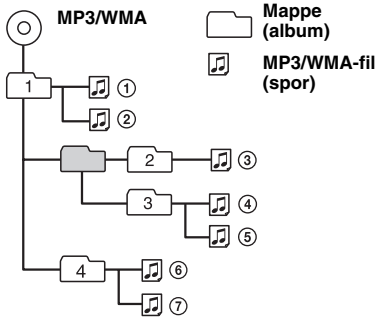 MP3/WMA
Mappe
(album)
MP3/WMA-fil
(spor)
1
①
②
2
③
3
④
⑤
4
⑥
⑦